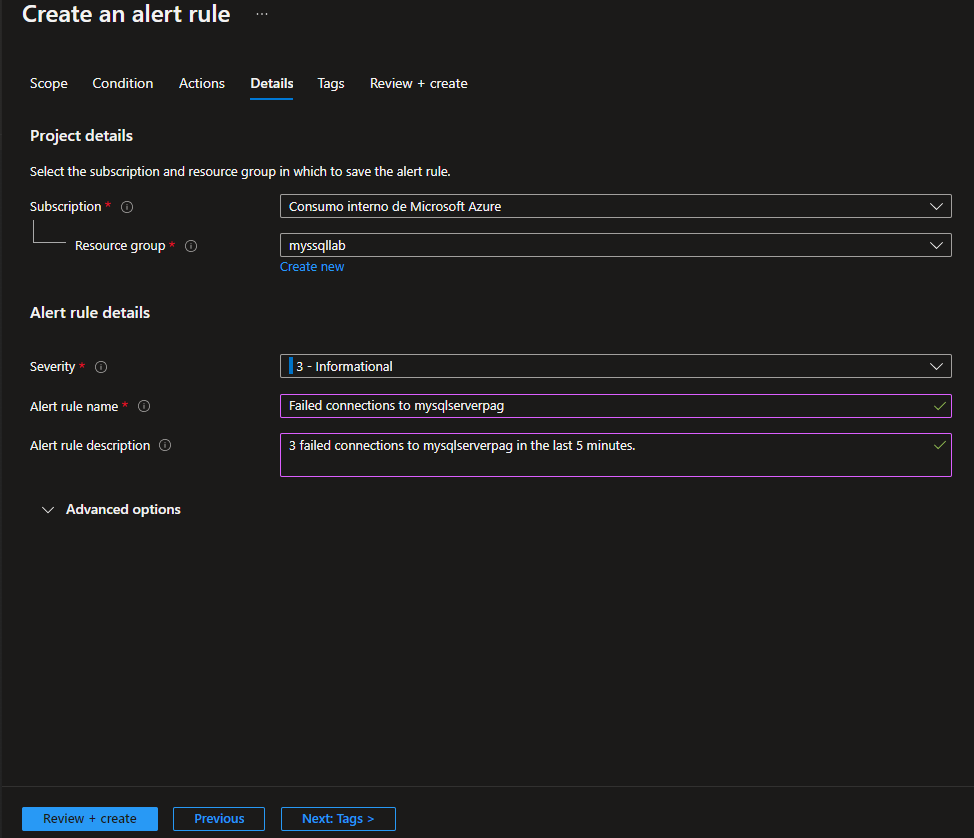 Create an alert rule ...
Scope Condition Actions Details Tags Review + create
Project details
Select the subscription and resource group in which to save the alert rule.
Subscription * Consumo interno de Microsoft Azure
Resource group * myssqllab
Create new
Alert rule details
Severity * 3 - Informational
Alert rule name * Failed connections to mysqlserverpag
Alert rule description 3 failed connections to mysqlserverpag in the last 5 minutes.
Advanced options
Review + create Previous Next: Tags >